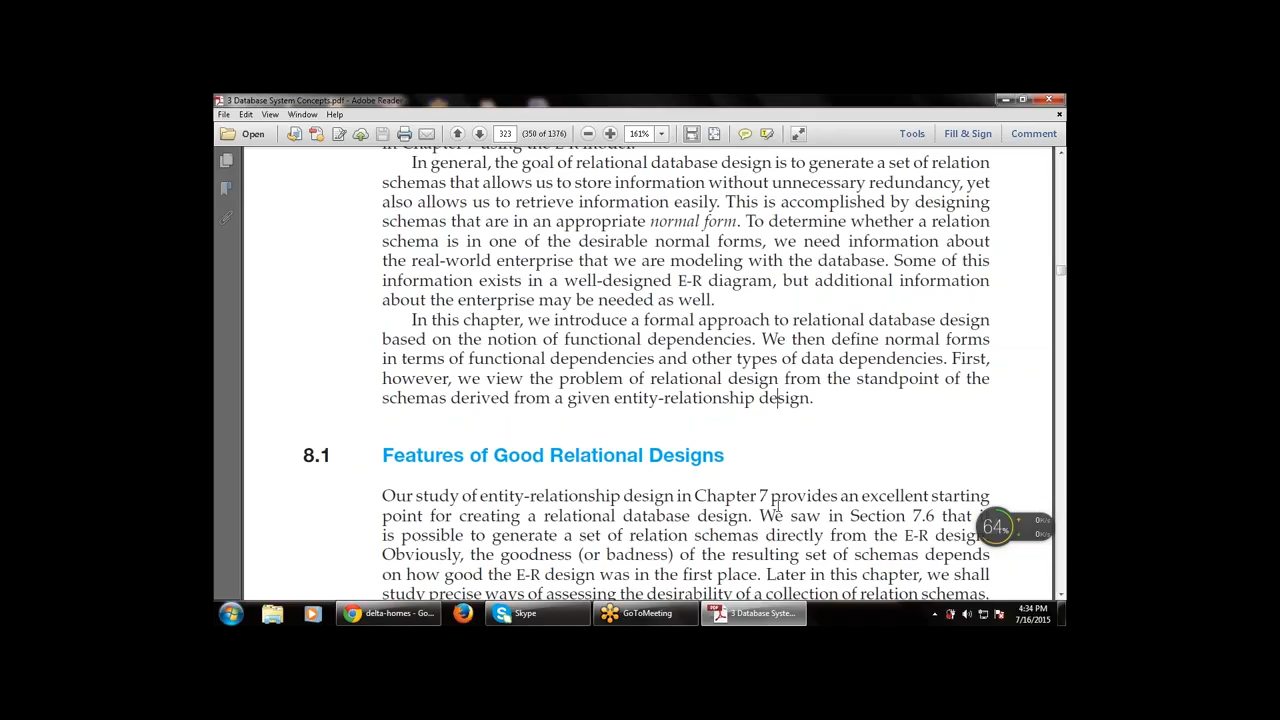 3 Database System Concepts.pdf - Adobe Reader
File Edit View Window Help
Open 323 (350 of 1376) 161% Tools Fill & Sign Comment
in Chapter 7 using the E-R model.
In general, the goal of relational database design is to generate a set of relation
schemas that allows us to store information without unnecessary redundancy, yet
also allows us to retrieve information easily. This is accomplished by designing
schemas that are in an appropriate normal form. To determine whether a relation
schema is in one of the desirable normal forms, we need information about
the real-world enterprise that we are modeling with the database. Some of this
information exists in a well-designed E-R diagram, but additional information
about the enterprise may be needed as well.
In this chapter, we introduce a formal approach to relational database design
based on the notion of functional dependencies. We then define normal forms
in terms of functional dependencies and other types of data dependencies. First,
however, we view the problem of relational design from the standpoint of the
schemas derived from a given entity-relationship design.
8.1 Features of Good Relational Designs
Our study of entity-relationship design in Chapter 7 provides an excellent starting
point for creating a relational database design. We saw in Section 7.6 that
is possible to generate a set of relation schemas directly from the E-R design
Obviously, the goodness (or badness) of the resulting set of schemas depends
on how good the E-R design was in the first place. Later in this chapter, we shall
study precise ways of assessing the desirability of a collection of relation schemas.
64%
0K/s
0K/s
delta-homes - Go... Skype GoToMeeting 3 Database Syste...
4:34 PM
7/16/2015